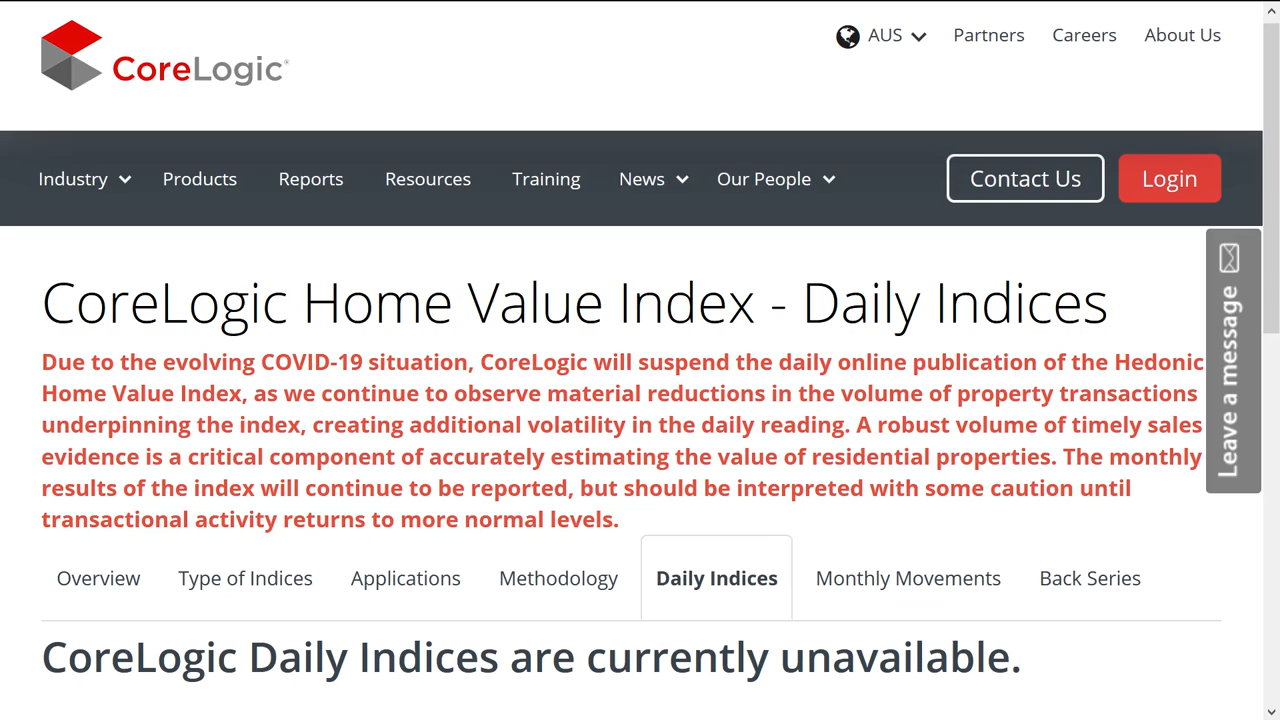 CoreLogic®
AUS Partners Careers About Us
Industry Products Reports Resources Training News Our People Contact Us Login
Leave a message
CoreLogic Home Value Index - Daily Indices
Due to the evolving COVID-19 situation, CoreLogic will suspend the daily online publication of the Hedonic
Home Value Index, as we continue to observe material reductions in the volume of property transactions
underpinning the index, creating additional volatility in the daily reading. A robust volume of timely sales
evidence is a critical component of accurately estimating the value of residential properties. The monthly
results of the index will continue to be reported, but should be interpreted with some caution until
transactional activity returns to more normal levels.
Overview Type of Indices Applications Methodology Daily Indices Monthly Movements Back Series
CoreLogic Daily Indices are currently unavailable.